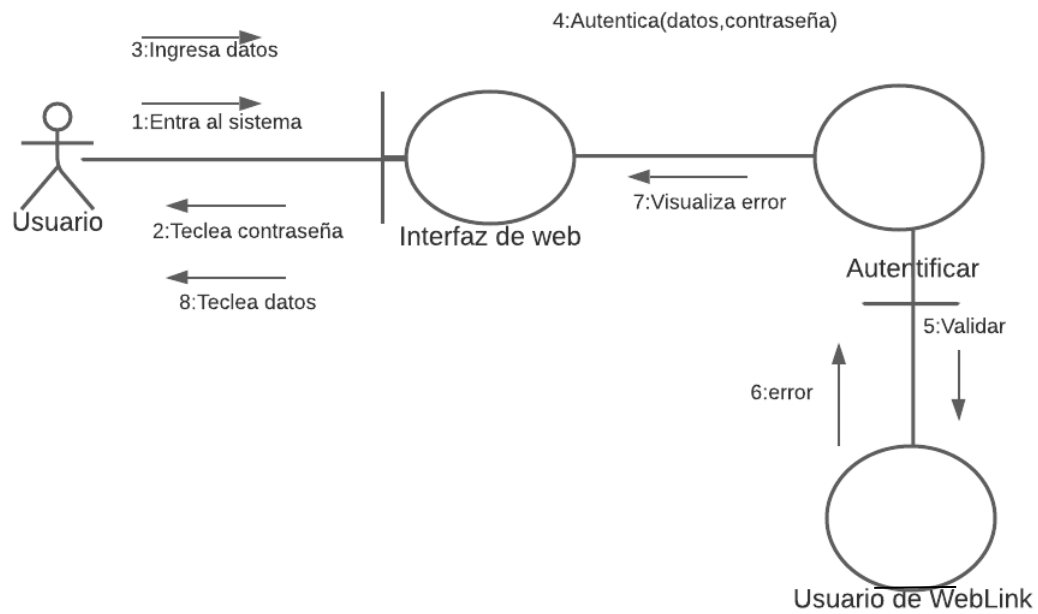 4:Autentica(datos,contraseña)
3:Ingresa datos
1:Entra al sistema
Usuario
2:Teclea contraseña
8:Teclea datos
Interfaz de web
7:Visualiza error
Autentificar
5:Validar
6:error
Usuario de WebLink